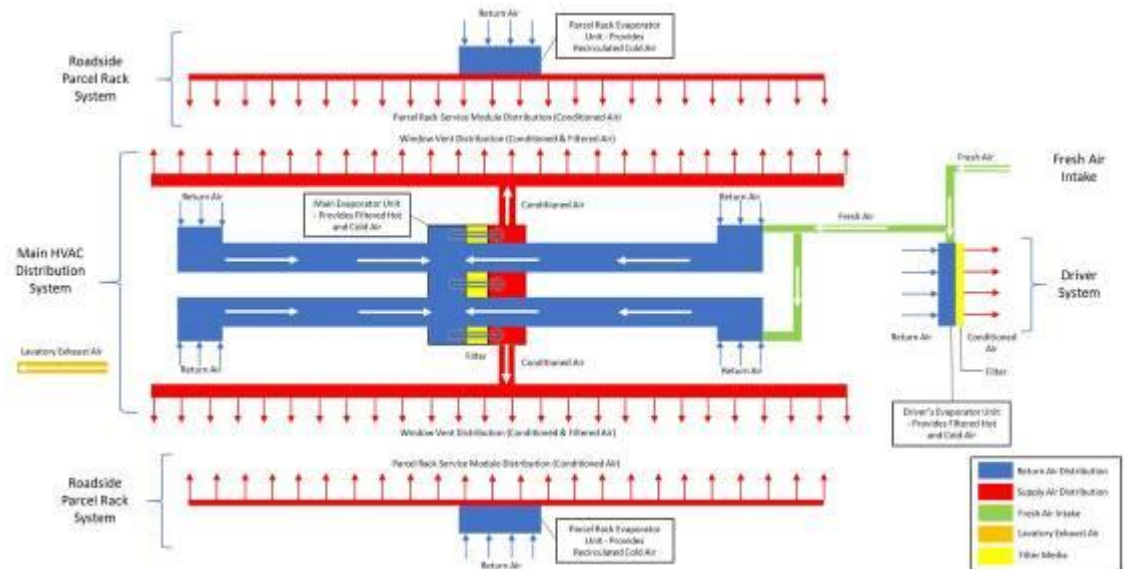 Return Air
Parcel Rack Evaporator
Unit - Provides
Recirculated Cold Air
Roadside
Parcel Rack
System
Parcel Rack Service Module Distribution (Conditioned Air)
Window Vent Distribution (Conditioned & Filtered Air)
Fresh Air
Fresh Air
Intake
Return Air
Main Evaporator Unit
- Provides Filtered Hot
and Cold Air
Conditioned Air
Return Air
Fresh Air
Main HVAC
Distribution
System
Driver
System
Lavatory Exhaust Air
Return Air
Filter
Conditioned Air
Return Air
Return Air
Conditioned
Air
Filter
Window Vent Distribution (Conditioned & Filtered Air)
Driver's Evaporator Unit
- Provides Filtered Hot
and Cold Air
Parcel Rack Service Module Distribution (Conditioned Air)
Roadside
Parcel Rack
System
Parcel Rack Evaporator
Unit - Provides
Recirculated Cold Air
Return Air
Return Air Distribution
Supply Air Distribution
Fresh Air Intake
Lavatory Exhaust Air
Filter Media